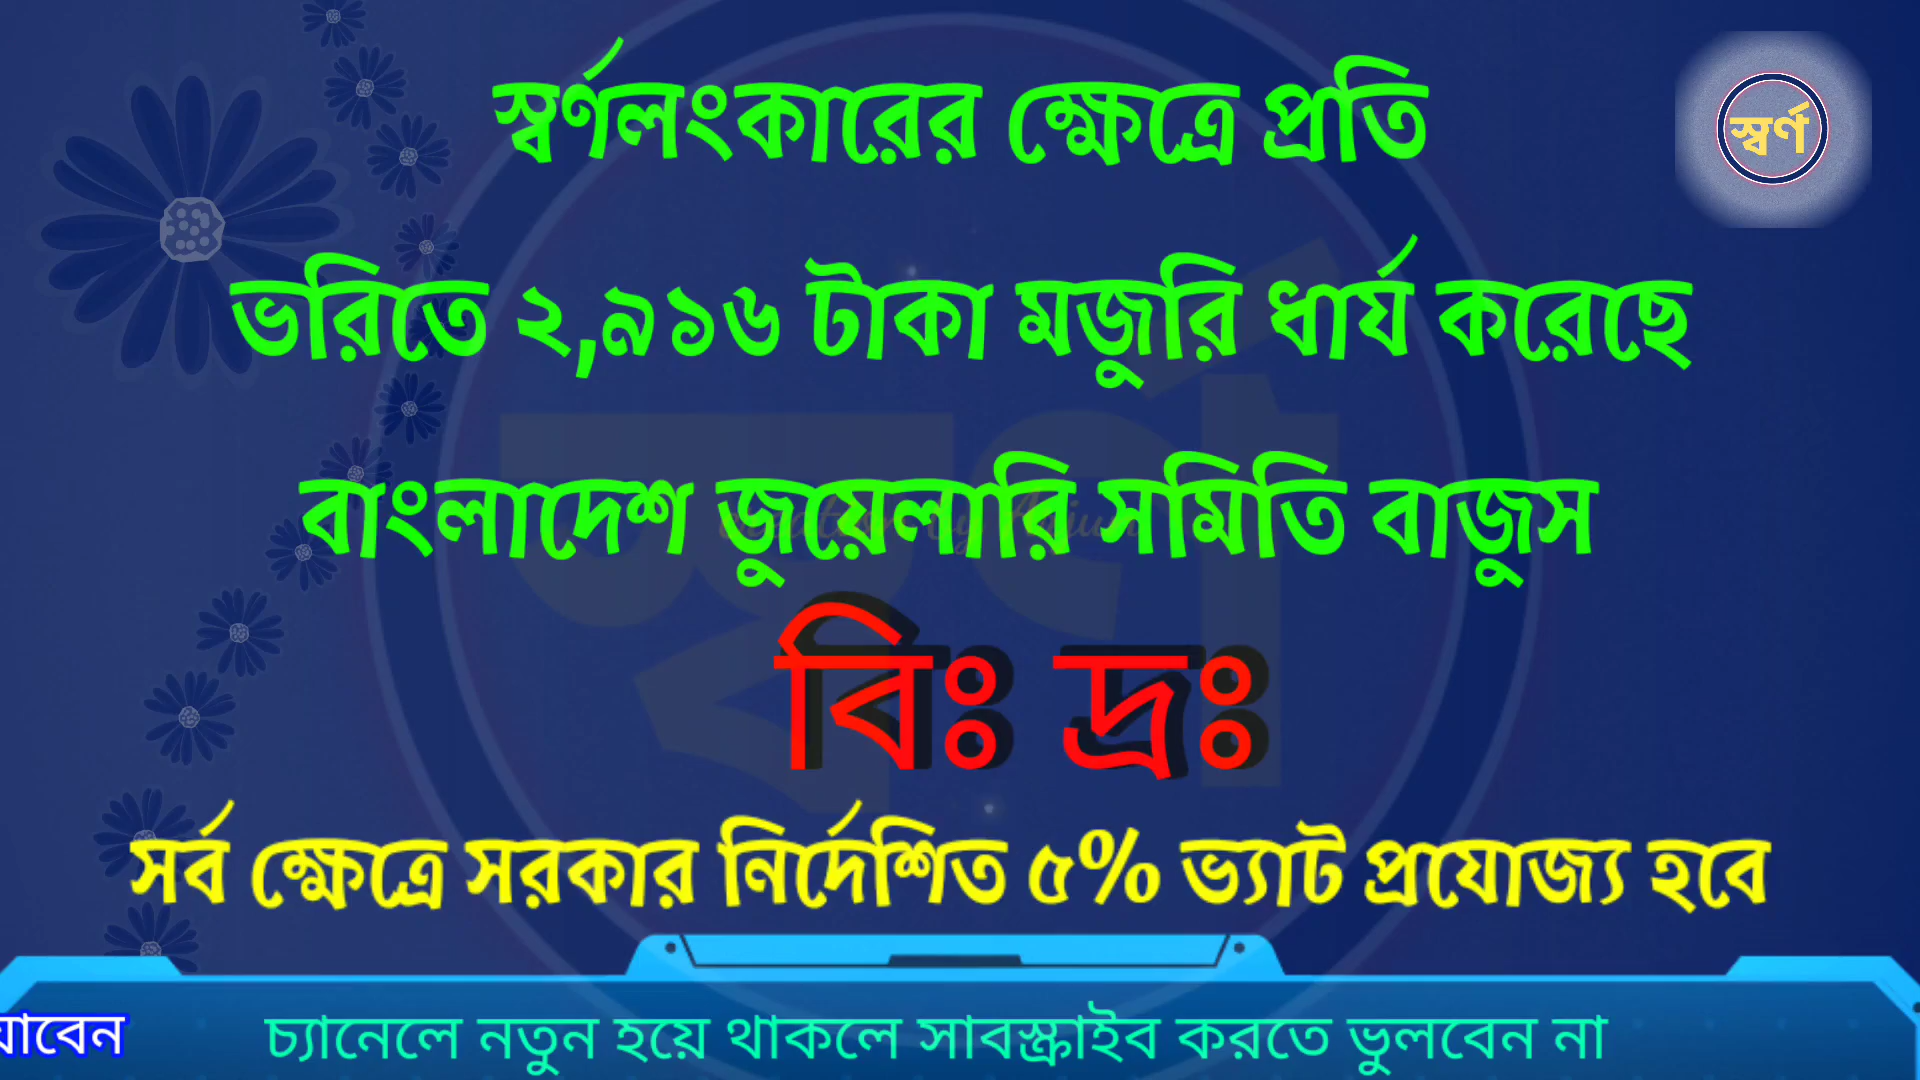 স্বর্ণলংকারের ক্ষেত্রে প্রতি
স্বর্ণ
ভরিতে ২,৯১৬ টাকা মজুরি ধার্য করেছে
বাংলাদেশ জুয়েলারি সমিতি বাজুস
বিঃ দ্রঃ
সর্ব ক্ষেত্রে সরকার নির্দেশিত ৫% ভ্যাট প্রযোজ্য হবে
চ্যানেলে নতুন হয়ে থাকলে সাবস্ক্রাইব করতে ভুলবেন না